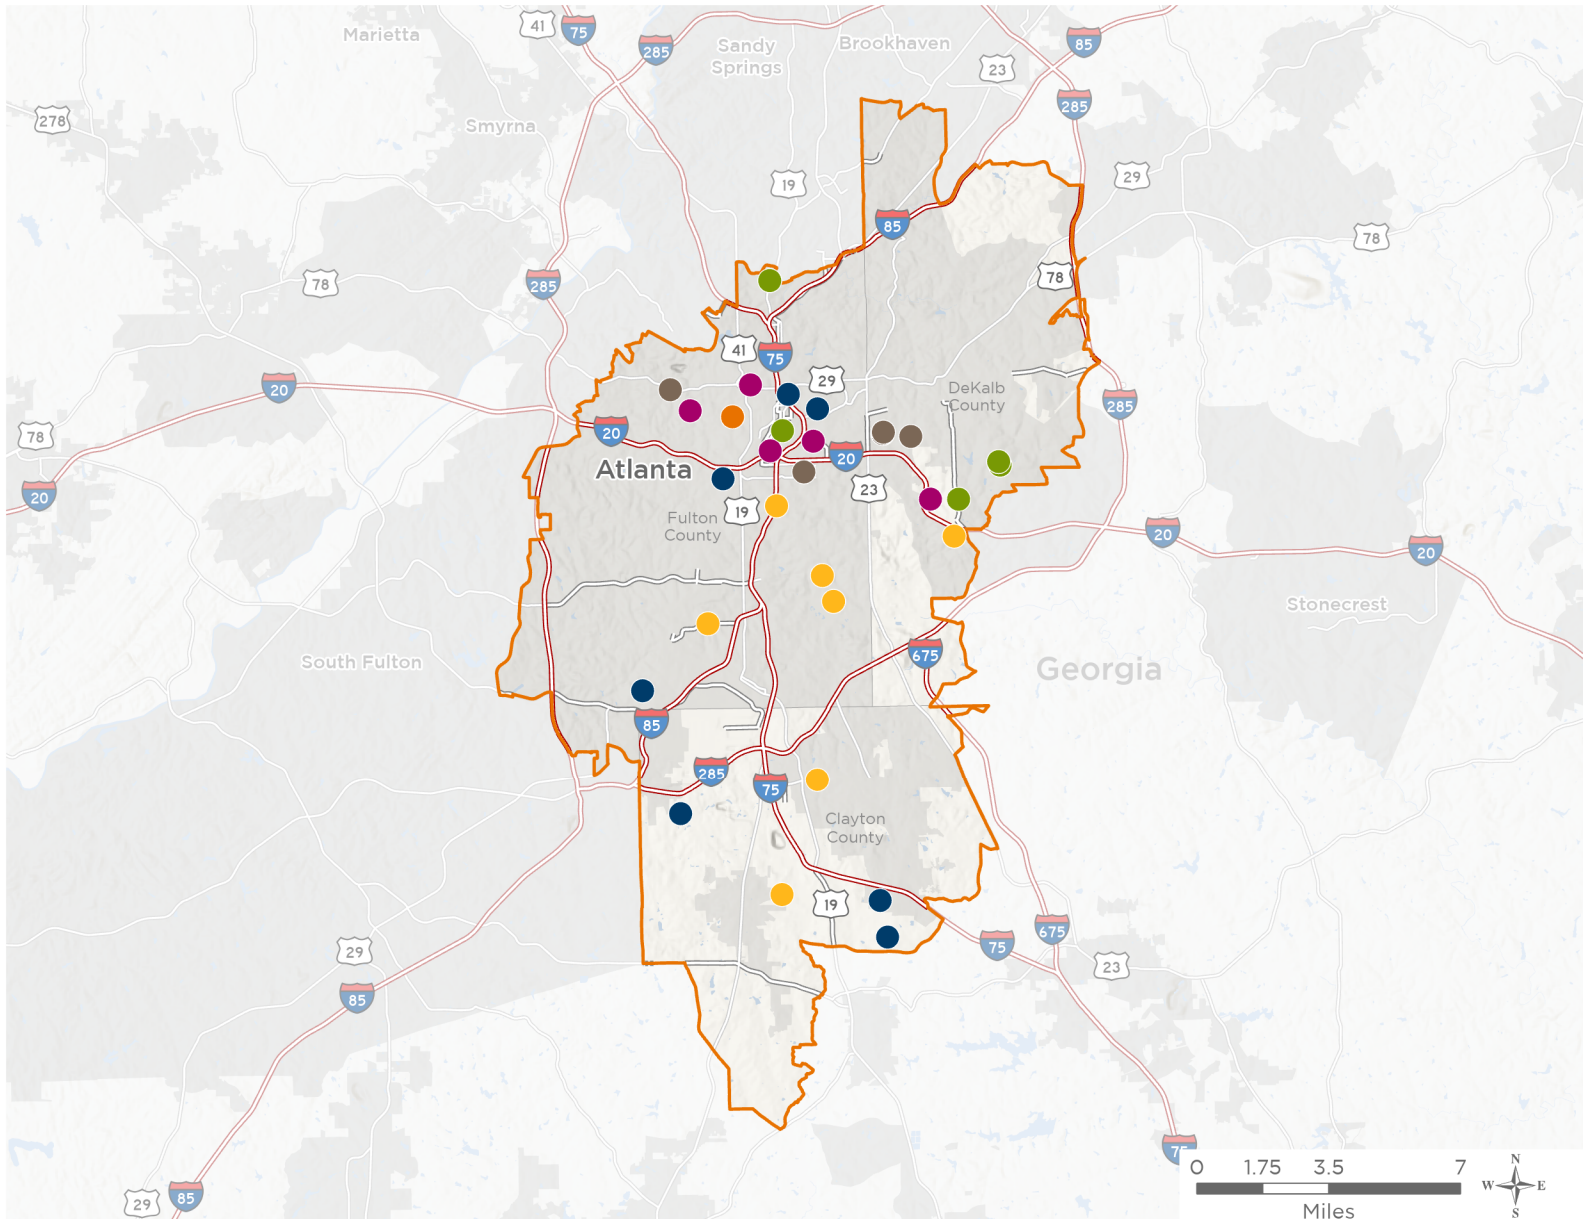 41
75
Marietta
285
Sandy
Springs
Brookhaven
23
85
285
278
Smyrna
19
29
85
78
78
78
285
41
75
29
DeKalb
County
20
285
78
20
20
Atlanta
20
23
19
Fulton
County
20
20
20
Stonecrest
South Fulton
675
Georgia
85
285
75
Clayton
County
19
29
675
75
23
85
75
29
85
0 1.75 3.5 7
Miles
N
W E
S